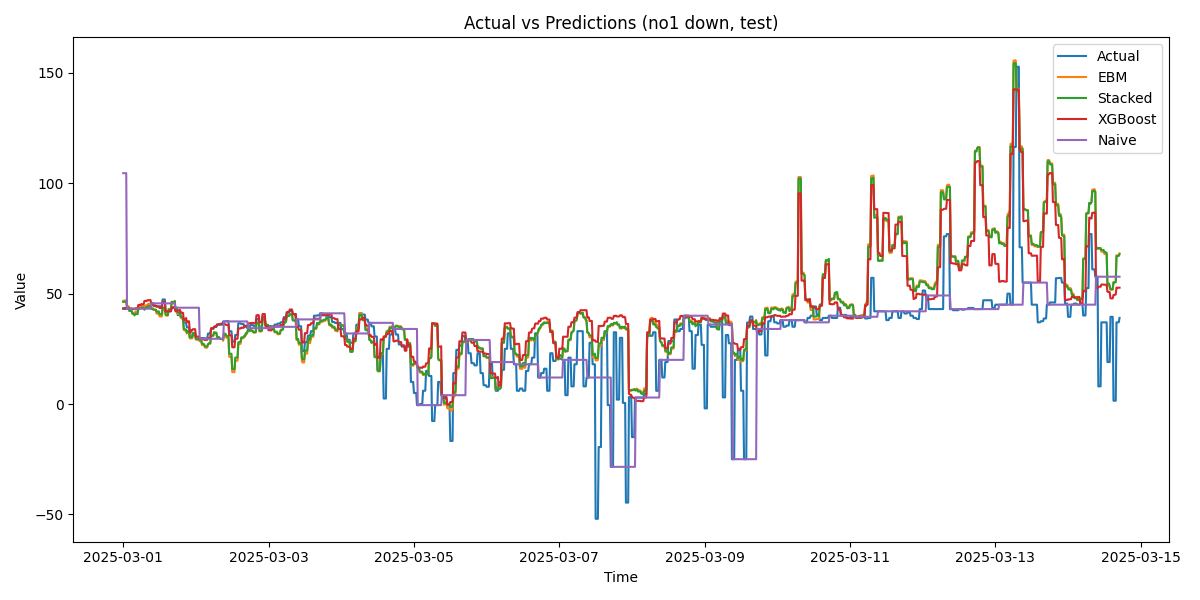 Actual vs Predictions (no1 down, test)
Value
150
100
50
0
−50
Actual
EBM
Stacked
XGBoost
Naive
2025-03-01
2025-03-03
2025-03-05
2025-03-07
2025-03-09
2025-03-11
2025-03-13
2025-03-15
Time